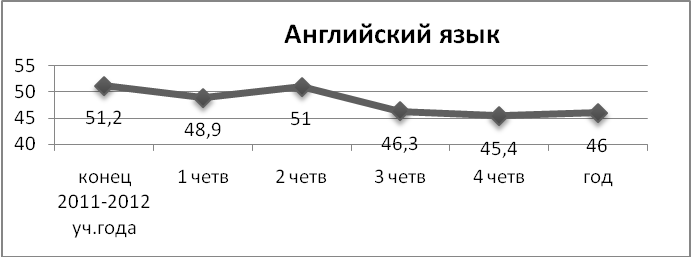 Английский язык
55
50
45
40
51,2
48,9
51
46,3
45,4
46
конец 2011-2012 уч.года
1 четв
2 четв
3 четв
4 четв
год